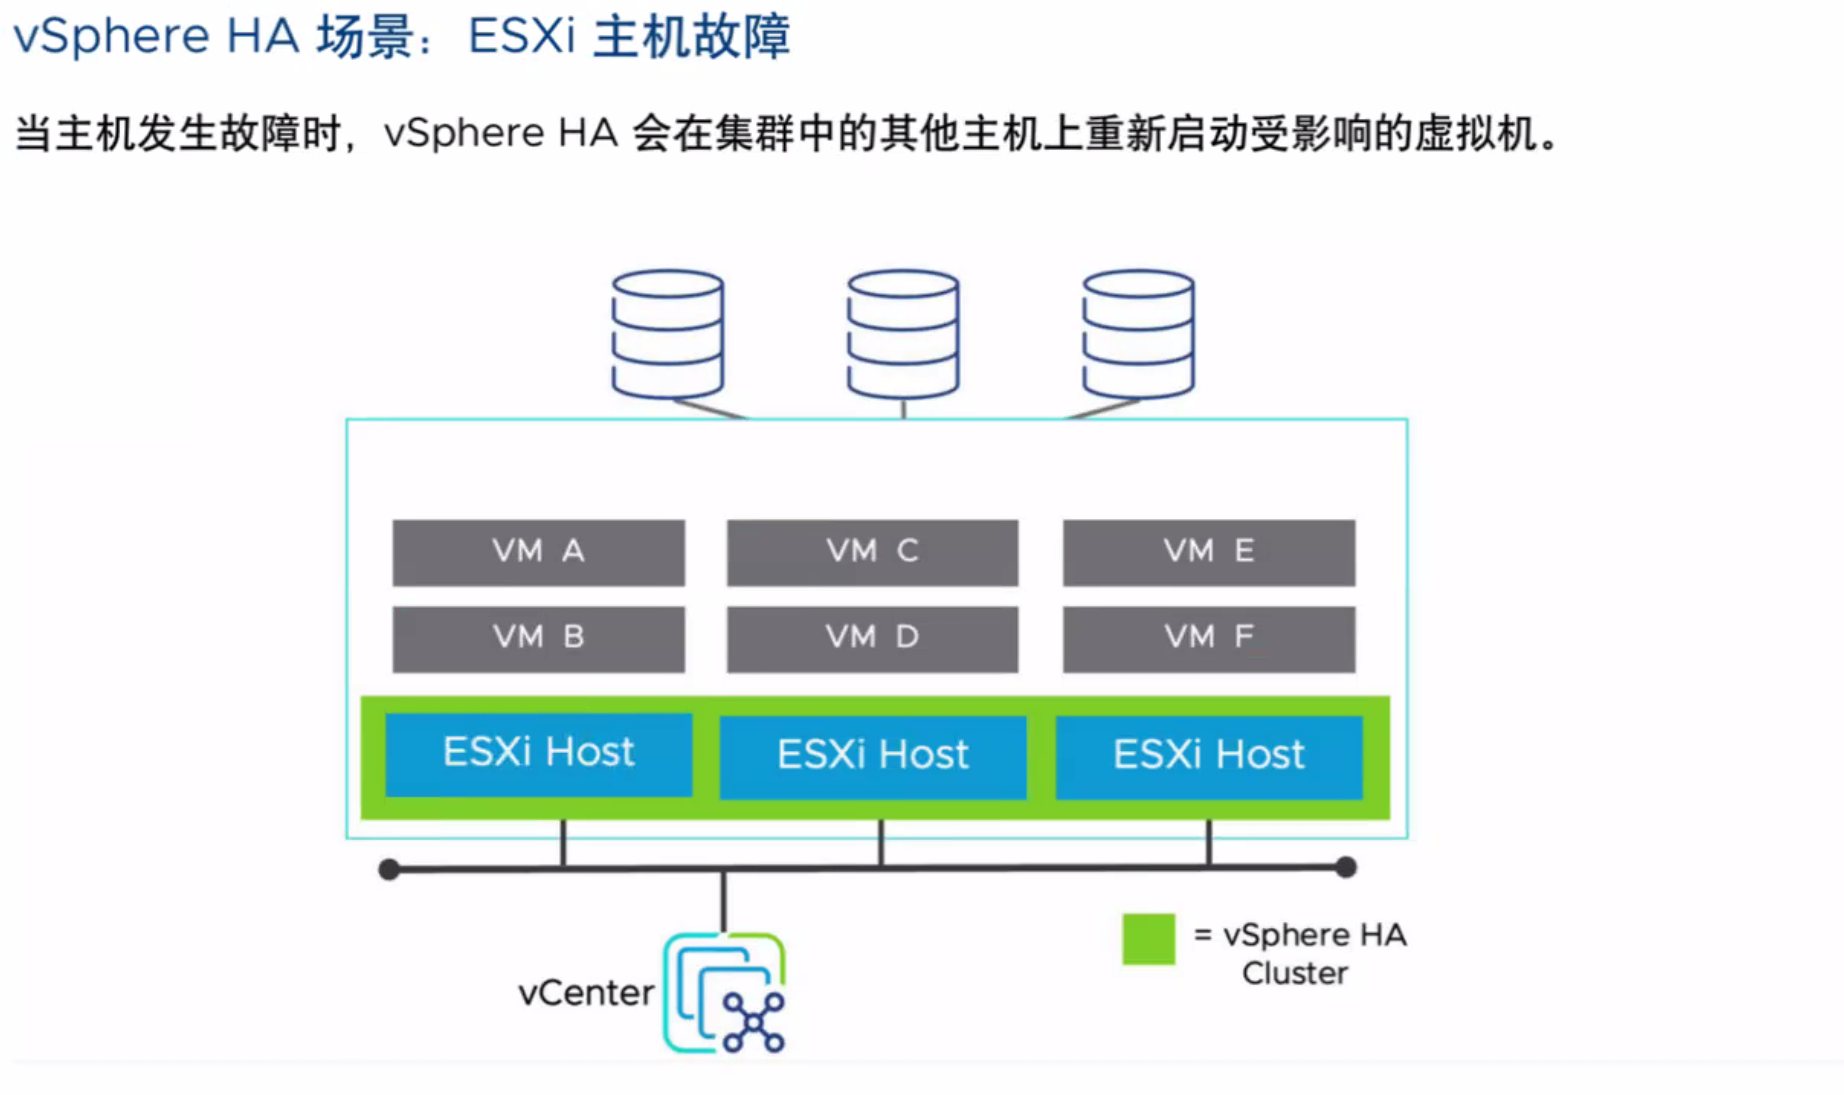 vSphere HA 场景： ESXi 主机故障
当主机发生故障时，vSphere HA 会在集群中的其他主机上重新启动受影响的虚拟机。
VM A
VM C
VM E
VM B
VM D
VM F
ESXi Host
ESXi Host
ESXi Host
= vSphere HA
Cluster
vCenter